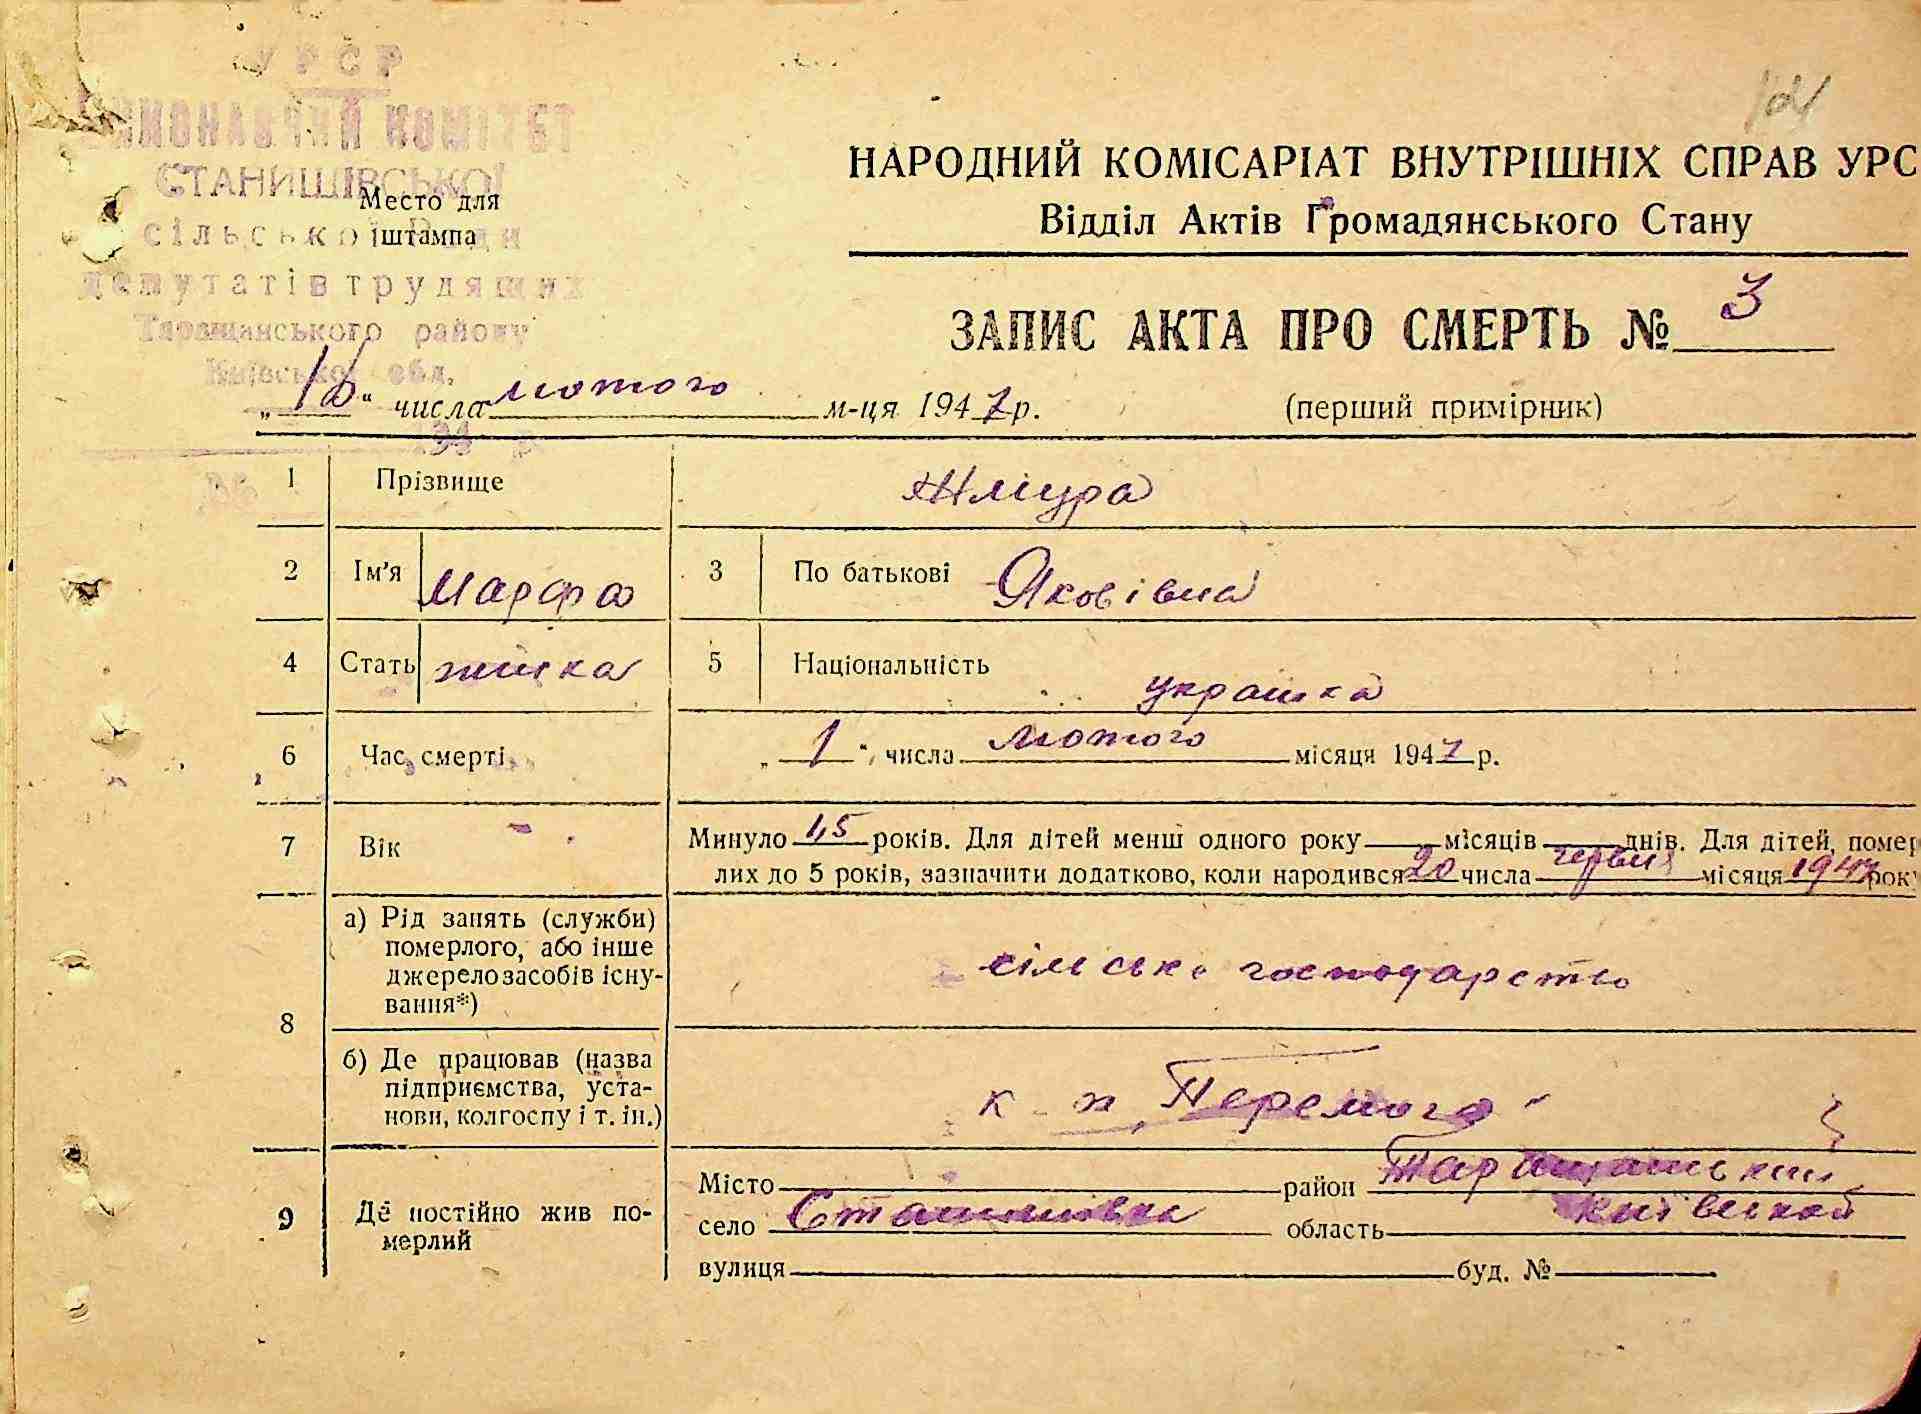 УРСР
ВИКОНАВЧИЙ КОМІТЕТ
СТАНИШІВСЬКОЇ
сільської Ради
депутатів трудящих
Таращанського району
Київської обл.
194 р.
№
Место для
штампа
НАРОДНИЙ КОМІСАРІАТ ВНУТРІШНІХ СПРАВ УРС
Відділ Актів Громадянського Стану
ЗАПИС АКТА ПРО СМЕРТЬ № 3
„ “ числа лютого м-ця 1947 р. (перший примірник)
1 Прізвище Жмура
2 Ім'я Марфа 3 По батькові Яковівна
4 Стать жінка 5 Національність українка
6 Час смерті „ 1 “ числа лютого місяця 1947 р.
7 Вік Минуло 1,5 років. Для дітей менш одного року місяців днів. Для дітей, помер
лих до 5 років, зазначити додатково, коли народився 20 числа червня місяця рок
8 а) Рід занять (служби) померлого, або інше джерело засобів існування*) сільське господарство
б) Де працював (назва підприємства, установи, колгоспу і т. ін.) к-п Перемога
9 Де постійно жив померлий
Місто район Таращанський
село Станишівка область Київської
вулиця буд. №